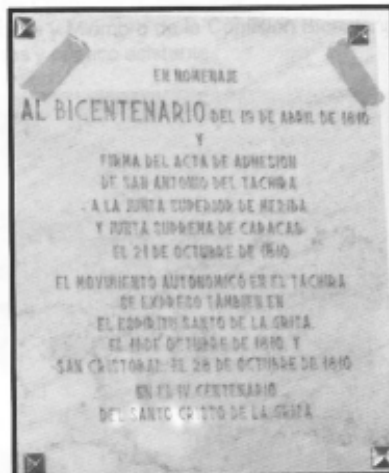 EN HOMENAJE
AL BICENTENARIO DEL 19 DE ABRIL DE 1810
Y
FIRMA DEL ACTA DE ADHESION
DE SAN ANTONIO DEL TACHIRA
A LA JUNTA SUPERIOR DE MERIDA
Y JUNTA SUPREMA DE CARACAS
EL 21 DE OCTUBRE DE 1810
EL MOVIMIENTO AUTONOMICO EN EL TACHIRA
SE EXPRESO TAMBIEN EN
EL ESPIRITU SANTO DE LA GRITA
EL 11 DE OCTUBRE DE 1810, Y
SAN CRISTOBAL EL 28 DE OCTUBRE DE 1810
EN EL IV CENTENARIO
DEL SANTO CRISTO DE LA GRITA